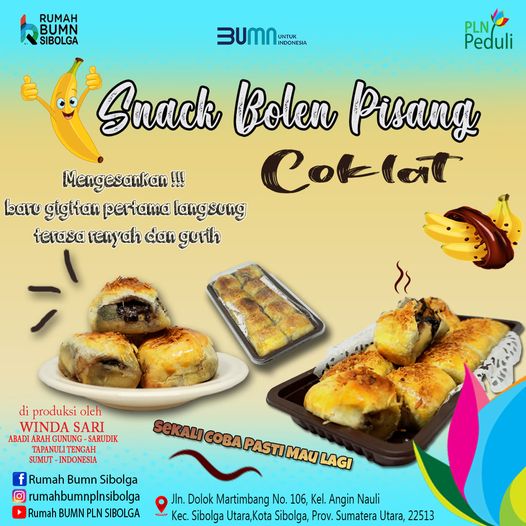 RUMAH
BUMN
SIBOLGA
BUMN UNTUK
INDONESIA
PLN
Peduli
Snack Bolen Pisang
Coklat
Mengesankan !!!
baru gigitan pertama langsung
terasa renyah dan gurih
di produksi oleh
WINDA SARI
ABADI ARAH GUNUNG - SARUDIK
TAPANULI TENGAH
SUMUT - INDONESIA
SEKALI COBA PASTI MAU LAGI
Rumah Bumn Sibolga
rumahbumnplnsibolga
Rumah BUMN PLN SIBOLGA
Jln. Dolok Martimbang No. 106, Kel. Angin Nauli
Kec. Sibolga Utara,Kota Sibolga, Prov. Sumatera Utara, 22513